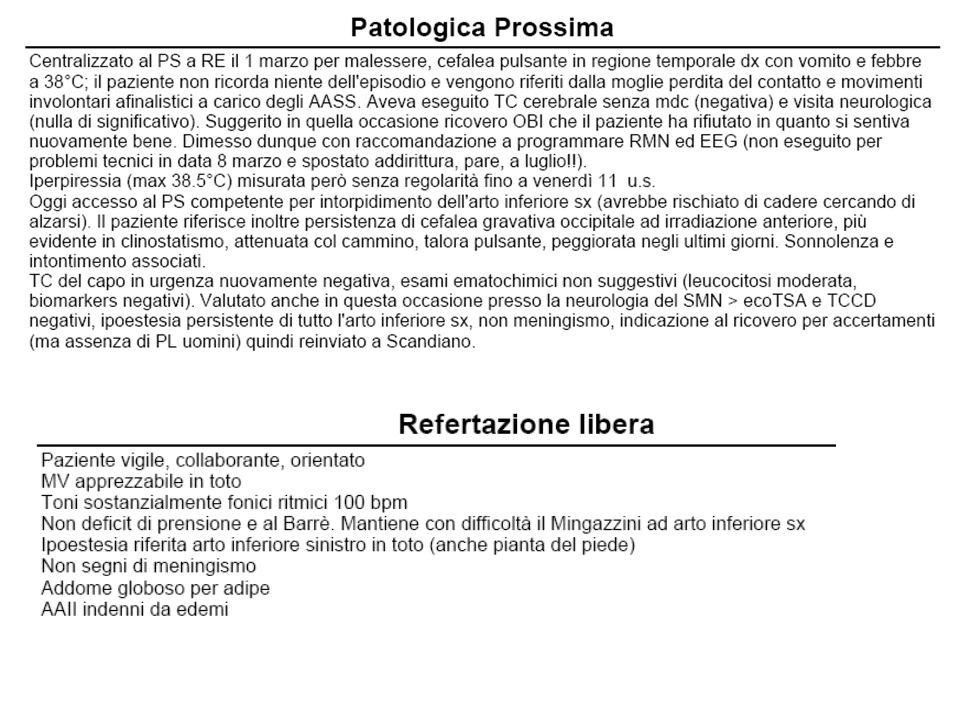 Patologica Prossima
Centralizzato al PS a RE il 1 marzo per malessere, cefalea pulsante in regione temporale dx con vomito e febbre
a 38°C; il paziente non ricorda niente dell'episodio e vengono riferiti dalla moglie perdita del contatto e movimenti
involontari afinalistici a carico degli AASS. Aveva eseguito TC cerebrale senza mdc (negativa) e visita neurologica
(nulla di significativo). Suggerito in quella occasione ricovero OBI che il paziente ha rifiutato in quanto si sentiva
nuovamente bene. Dimesso dunque con raccomandazione a programmare RMN ed EEG (non eseguito per
problemi tecnici in data 8 marzo e spostato addirittura, pare, a luglio!!).
Iperpiressia (max 38.5°C) misurata però senza regolarità fino a venerdì 11 u.s.
Oggi accesso al PS competente per intorpidimento dell'arto inferiore sx (avrebbe rischiato di cadere cercando di
alzarsi). Il paziente riferisce inoltre persistenza di cefalea gravativa occipitale ad irradiazione anteriore, più
evidente in clinostatismo, attenuata col cammino, talora pulsante, peggiorata negli ultimi giorni. Sonnolenza e
intontimento associati.
TC del capo in urgenza nuovamente negativa, esami ematochimici non suggestivi (leucocitosi moderata,
biomarkers negativi). Valutato anche in questa occasione presso la neurologia del SMN > ecoTSA e TCCD
negativi, ipoestesia persistente di tutto l'arto inferiore sx, non meningismo, indicazione al ricovero per accertamenti
(ma assenza di PL uomini) quindi reinviato a Scandiano.
Refertazione libera
Paziente vigile, collaborante, orientato
MV apprezzabile in toto
Toni sostanzialmente fonici ritmici 100 bpm
Non deficit di prensione e al Barrè. Mantiene con difficoltà il Mingazzini ad arto inferiore sx
Ipoestesia riferita arto inferiore sinistro in toto (anche pianta del piede)
Non segni di meningismo
Addome globoso per adipe
AAII indenni da edemi